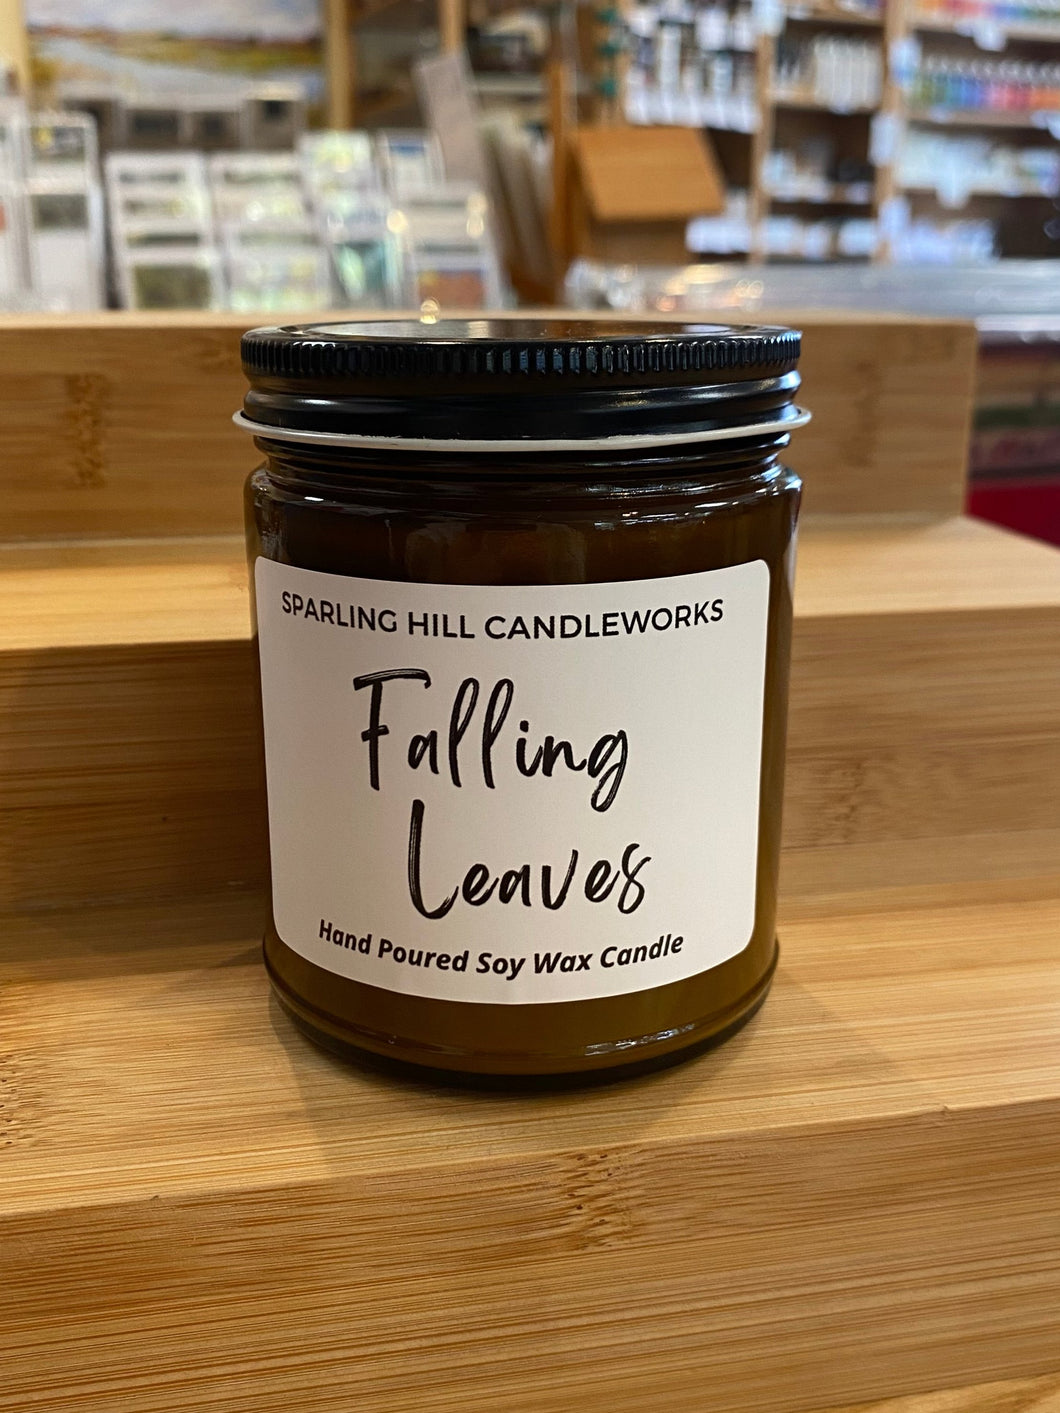 SPARLING HILL CANDLEWORKS
Falling
Leaves
Hand Poured Soy Wax Candle